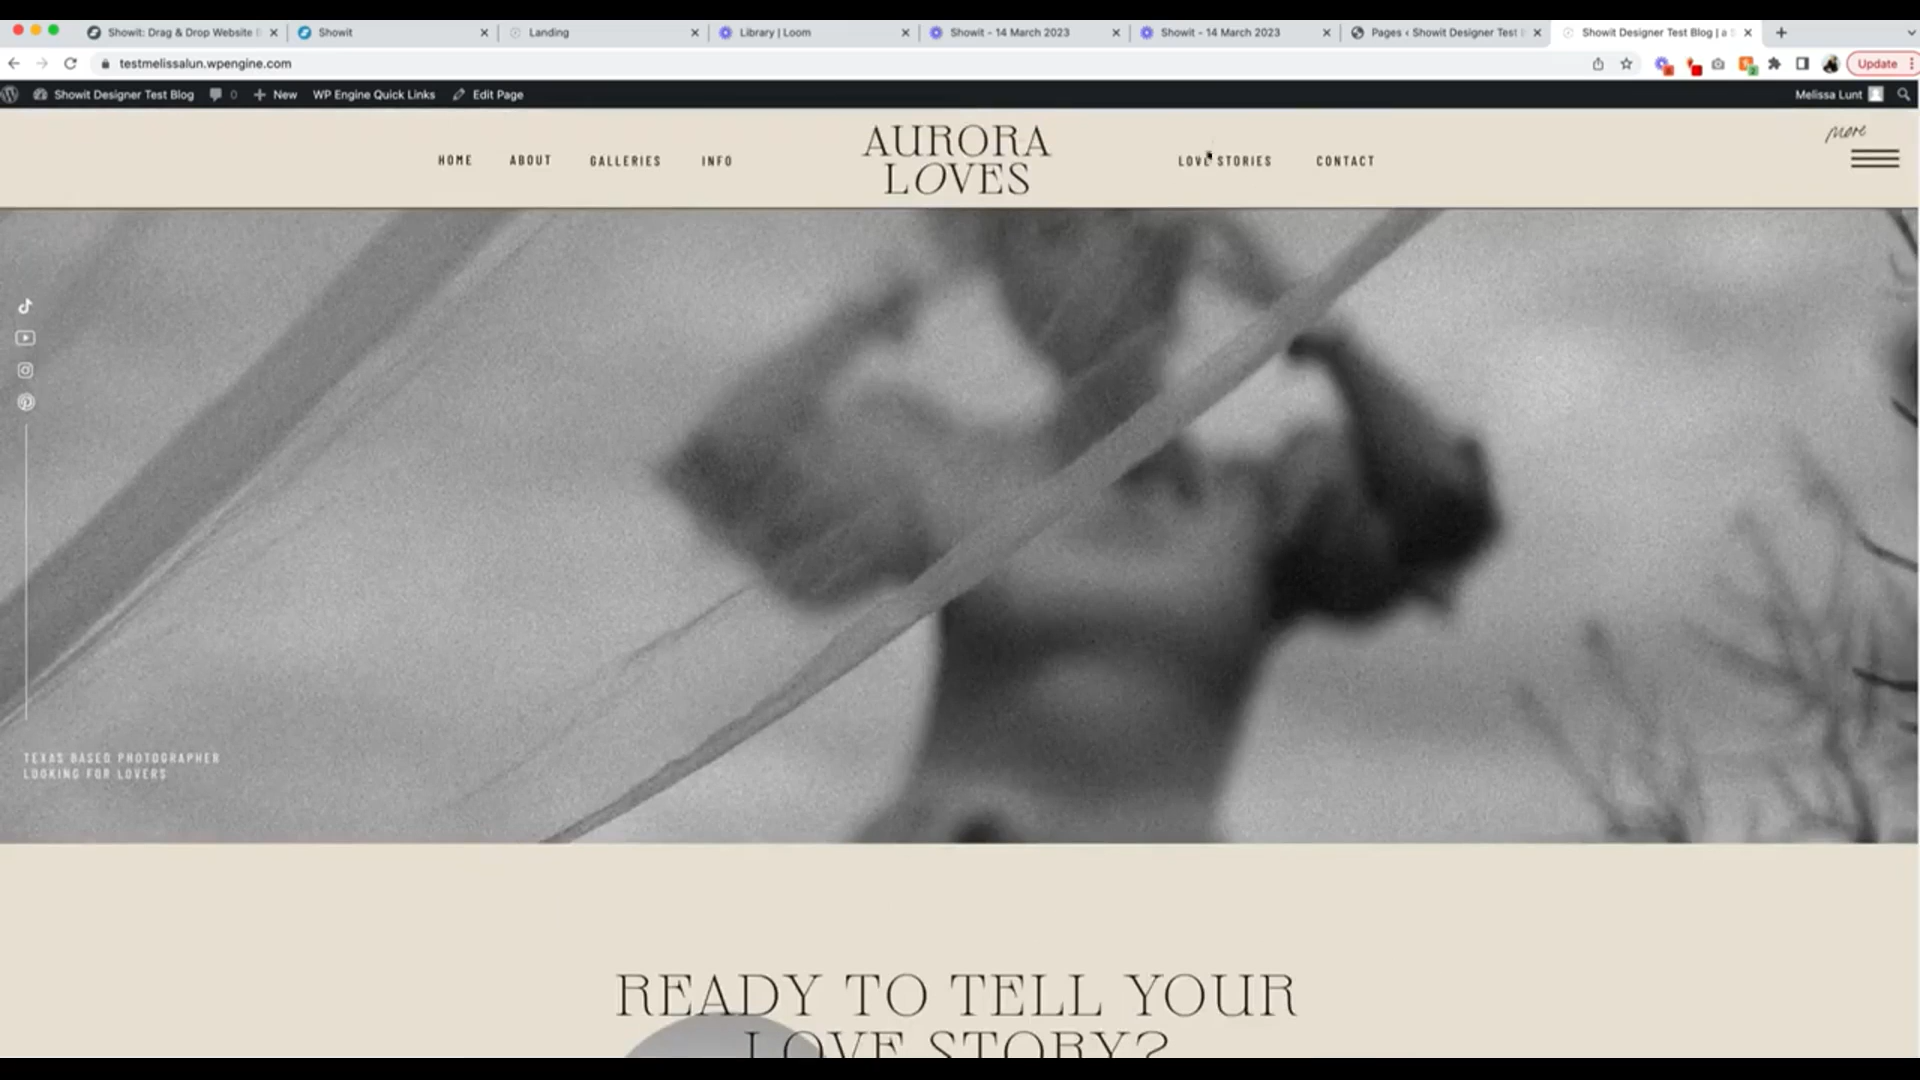 Showit: Drag & Drop Website
Showit
Landing
Library | Loom
Showit - 14 March 2023
Showit - 14 March 2023
Pages ‹ Showit Designer Test
Showit Designer Test Blog | a
testmelissalun.wpengine.com
Update
Showit Designer Test Blog
0
New
WP Engine Quick Links
Edit Page
Melissa Lunt
HOME
ABOUT
GALLERIES
INFO
AURORA
LOVES
LOVE STORIES
CONTACT
more
TEXAS BASED PHOTOGRAPHER
LOOKING FOR LOVERS
READY TO TELL YOUR
LOVE STORY?